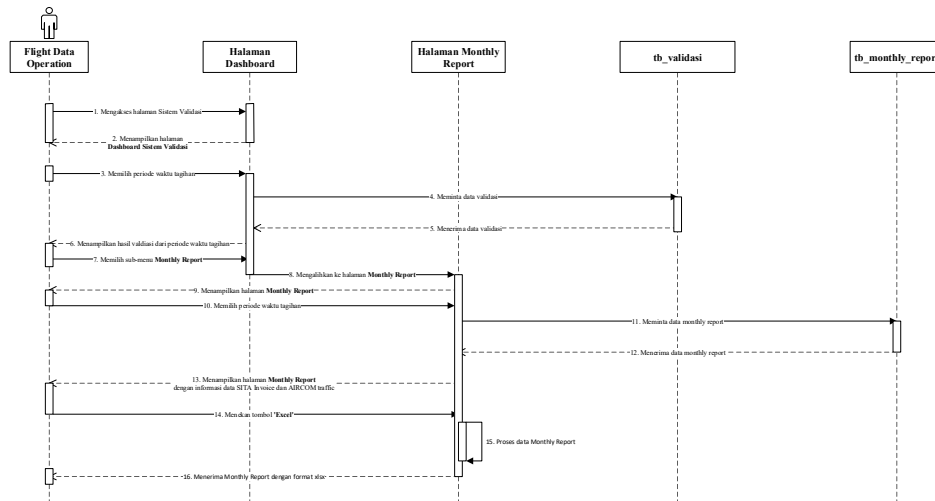 Flight Data
Operation
Halaman
Dashboard
Halaman Monthly
Report
tb_validasi
tb_monthly_report
1. Mengakses halaman Sistem Validasi
2. Menampilkan halaman
Dashboard Sistem Validasi
3. Memilih periode waktu tagihan
4. Meminta data validasi
5. Menerima data validasi
6. Menampilkan hasil valdiasi dari periode waktu tagihan
7. Memilih sub-menu Monthly Report
8. Mengalihkan ke halaman Monthly Report
9. Menampilkan halaman Monthly Report
10. Memilih periode waktu tagihan
11. Meminta data monthly report
12. Menerima data monthly report
13. Menampilkan halaman Monthly Report
dengan informasi data SITA Invoice dan AIRCOM traffic
14. Menekan tombol 'Excel'
15. Proses data Monthly Report
16. Menerima Monthly Report dengan format xlsx